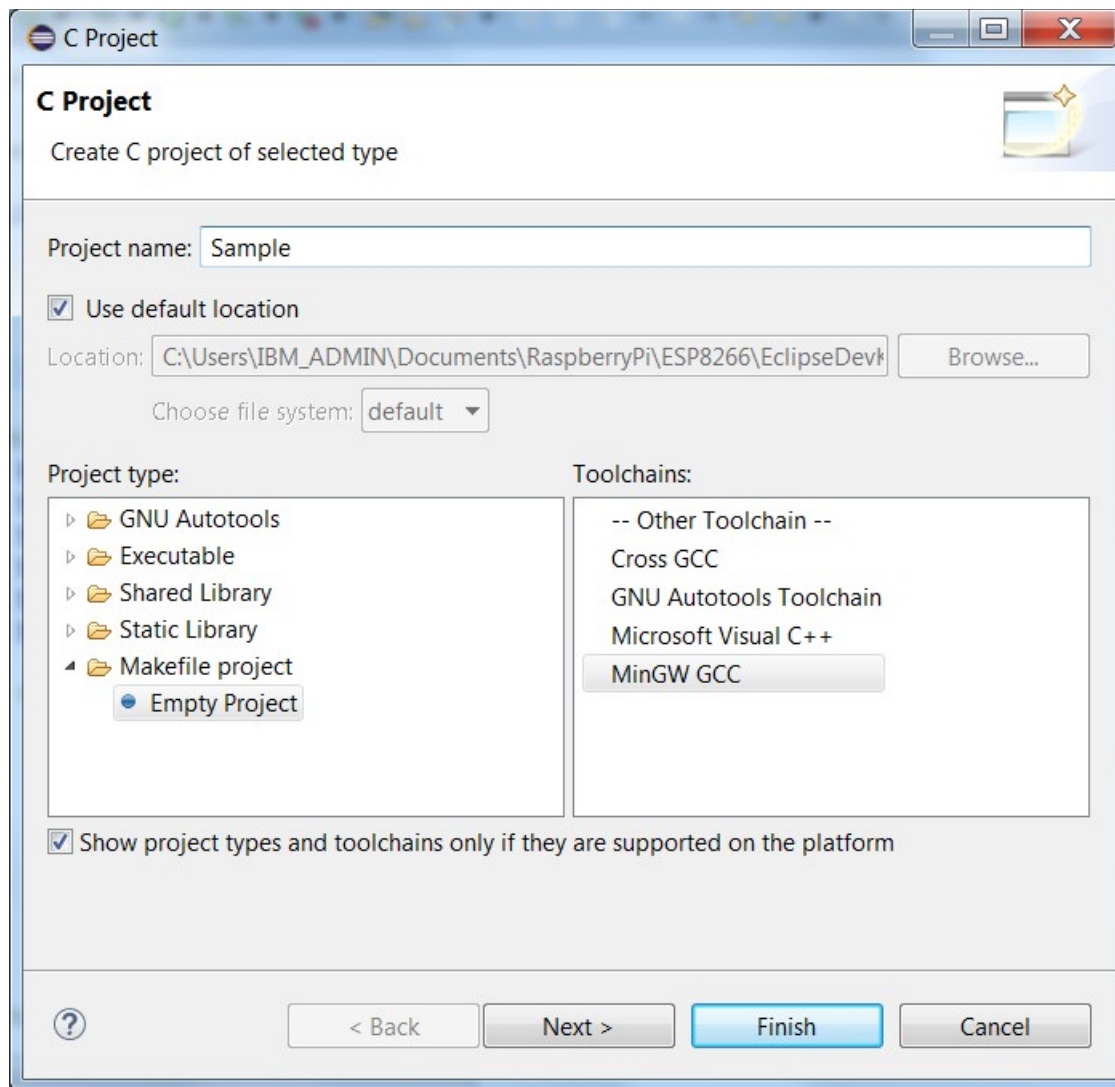 C Project
C Project
Create C project of selected type
Project name: Sample
Use default location
Location: C:\Users\IBM_ADMIN\Documents\RaspberryPi\ESP8266\EclipseDevK Browse...
Choose file system: default
Project type: Toolchains:
GNU Autotools -- Other Toolchain --
Executable Cross GCC
Shared Library GNU Autotools Toolchain
Static Library Microsoft Visual C++
Makefile project MinGW GCC
Empty Project
Show project types and toolchains only if they are supported on the platform
? < Back Next > Finish Cancel